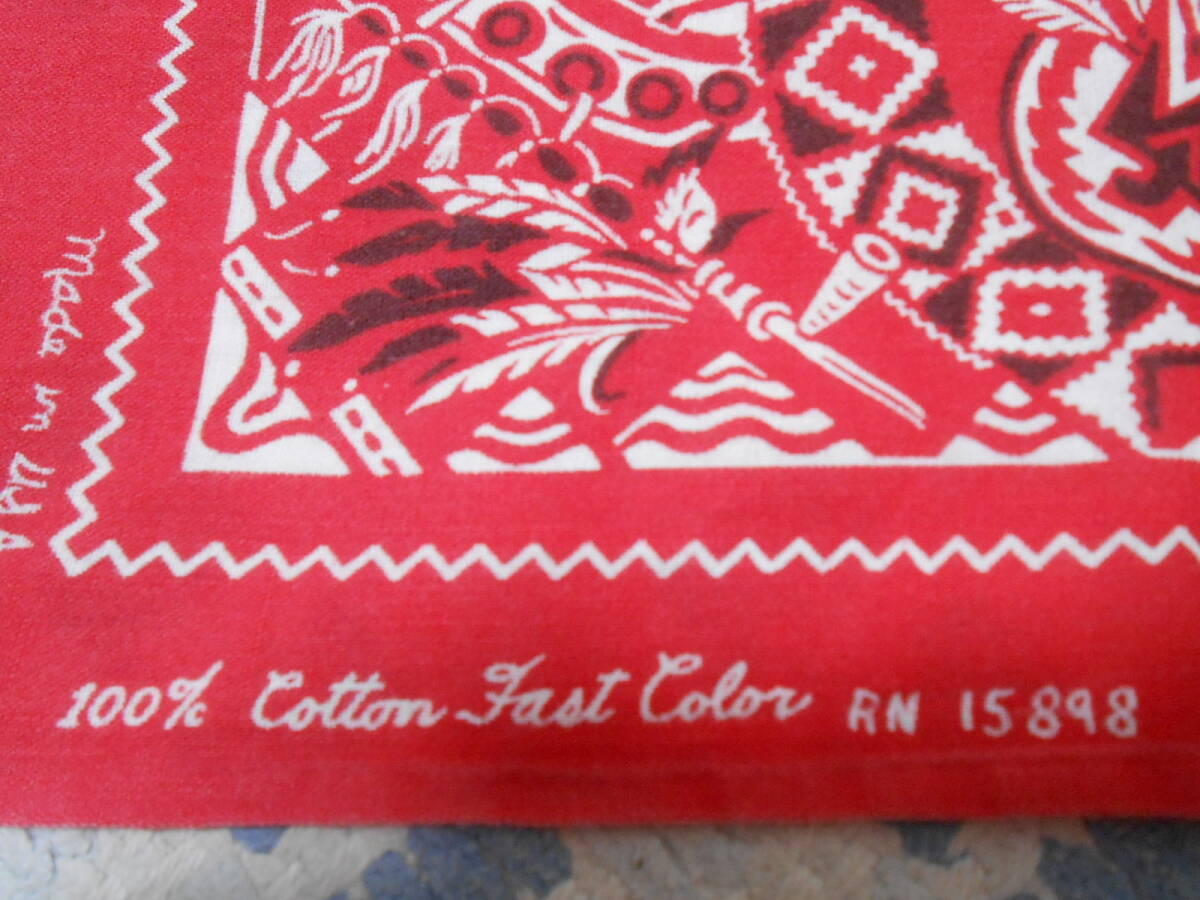 100% Cotton Fast Color RN 15898
Made in USA